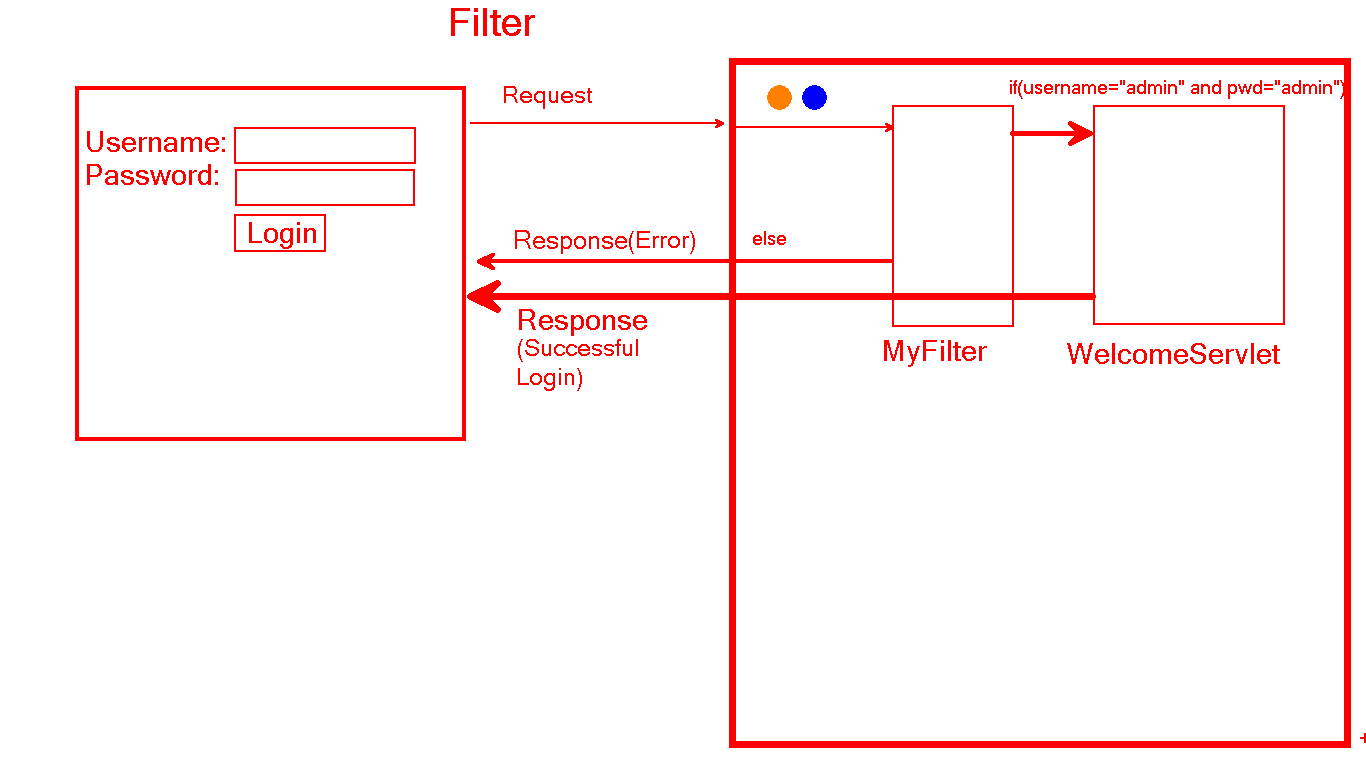 Filter
Request
if(username="admin" and pwd="admin")
Username:
Password:
Login
Response(Error)
else
Response
(Successful
Login)
MyFilter
WelcomeServlet
+